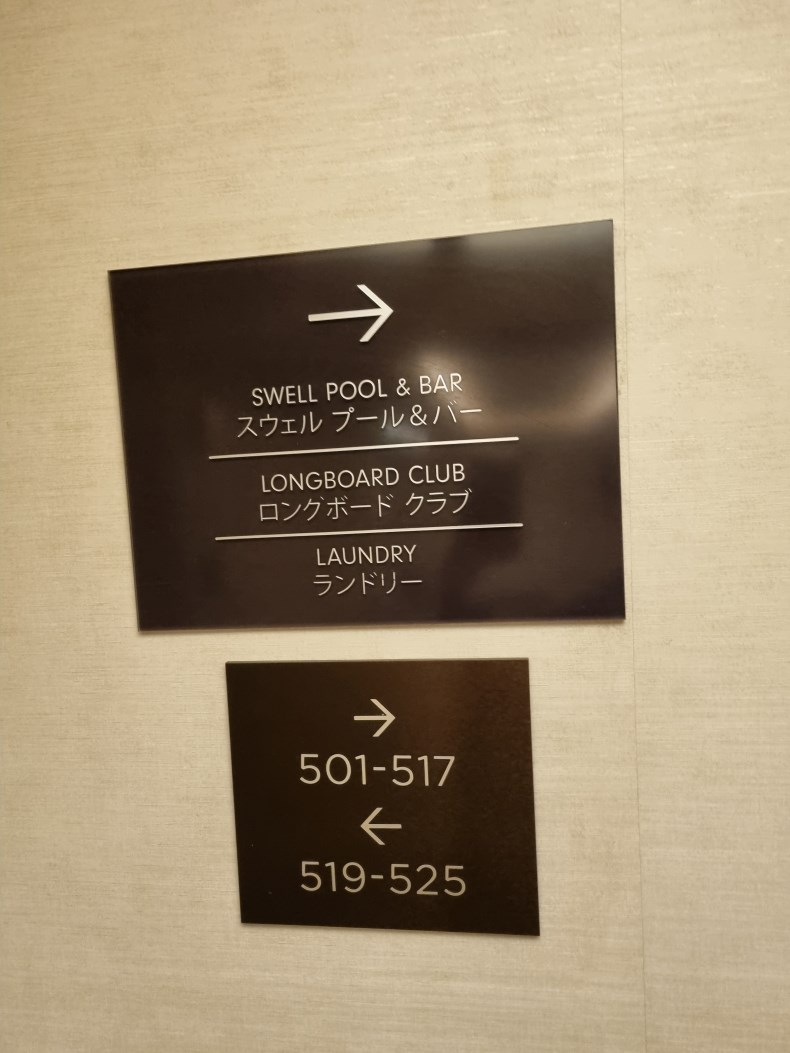 →
SWELL POOL & BAR
スウェル プール&バー
LONGBOARD CLUB
ロングボード クラブ
LAUNDRY
ランドリー
→
501-517
←
519-525